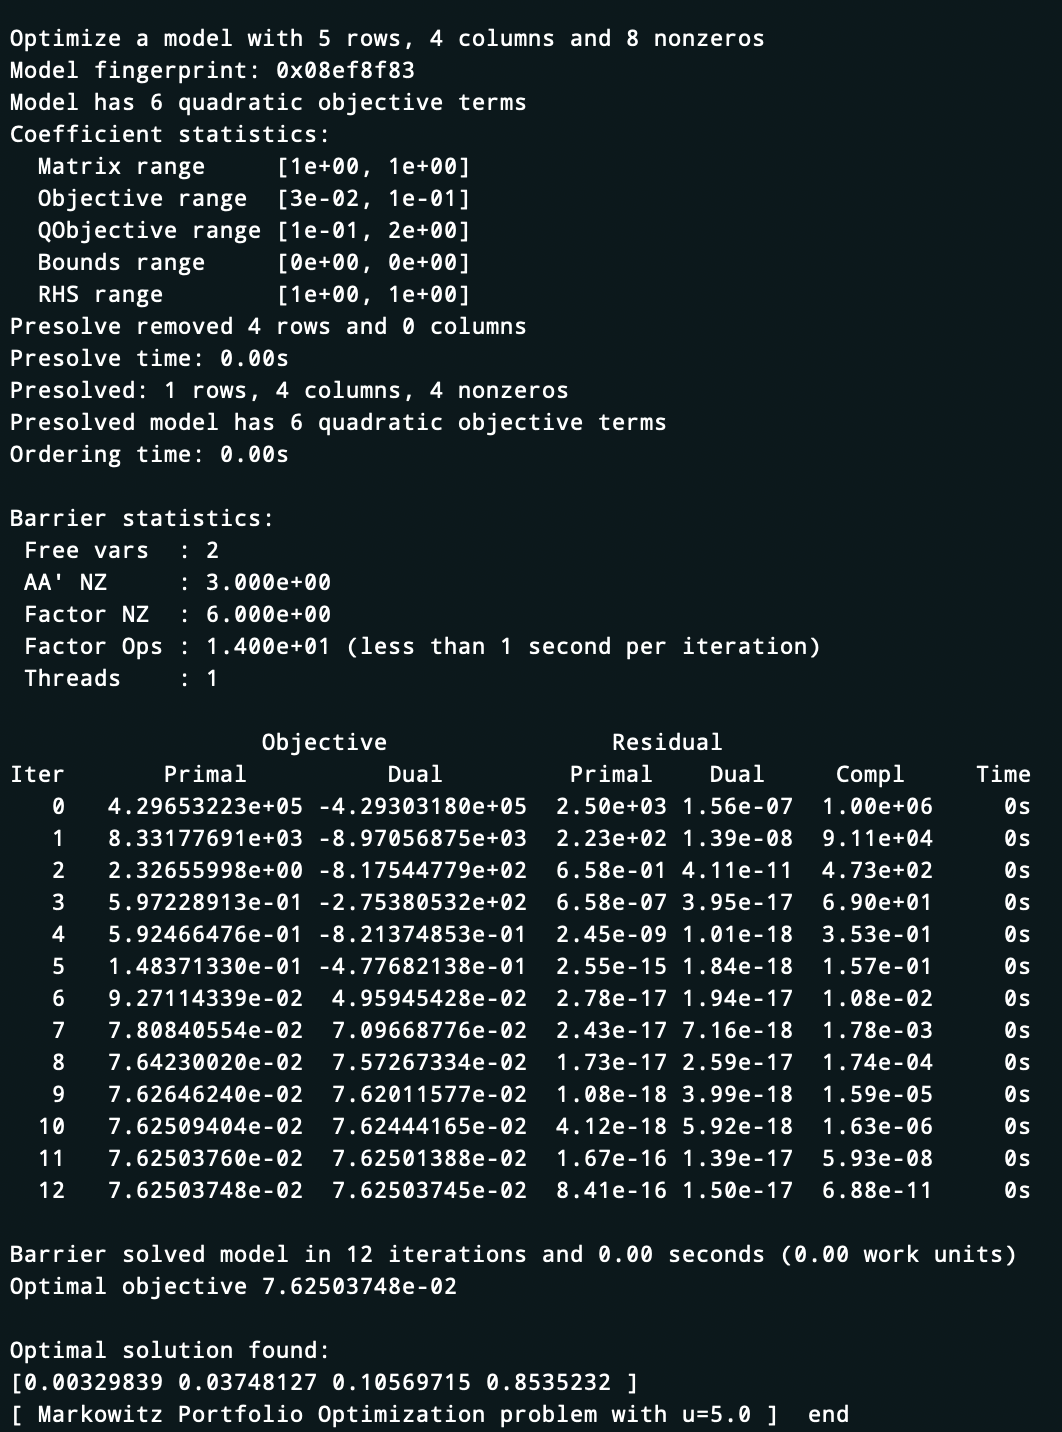 Optimize a model with 5 rows, 4 columns and 8 nonzeros
Model fingerprint: 0x08ef8f83
Model has 6 quadratic objective terms
Coefficient statistics:
  Matrix range     [1e+00, 1e+00]
  Objective range  [3e-02, 1e-01]
  QObjective range [1e-01, 2e+00]
  Bounds range     [0e+00, 0e+00]
  RHS range        [1e+00, 1e+00]
Presolve removed 4 rows and 0 columns
Presolve time: 0.00s
Presolved: 1 rows, 4 columns, 4 nonzeros
Presolved model has 6 quadratic objective terms
Ordering time: 0.00s

Barrier statistics:
 Free vars  : 2
 AA' NZ     : 3.000e+00
 Factor NZ  : 6.000e+00
 Factor Ops : 1.400e+01 (less than 1 second per iteration)
 Threads    : 1

                  Objective                Residual
Iter       Primal          Dual         Primal    Dual     Compl     Time
   0   4.29653223e+05 -4.29303180e+05  2.50e+03 1.56e-07  1.00e+06     0s
   1   8.33177691e+03 -8.97056875e+03  2.23e+02 1.39e-08  9.11e+04     0s
   2   2.32655998e+00 -8.17544779e+02  6.58e-01 4.11e-11  4.73e+02     0s
   3   5.97228913e-01 -2.75380532e+02  6.58e-07 3.95e-17  6.90e+01     0s
   4   5.92466476e-01 -8.21374853e-01  2.45e-09 1.01e-18  3.53e-01     0s
   5   1.48371330e-01 -4.77682138e-01  2.55e-15 1.84e-18  1.57e-01     0s
   6   9.27114339e-02  4.95945428e-02  2.78e-17 1.94e-17  1.08e-02     0s
   7   7.80840554e-02  7.09668776e-02  2.43e-17 7.16e-18  1.78e-03     0s
   8   7.64230020e-02  7.57267334e-02  1.73e-17 2.59e-17  1.74e-04     0s
   9   7.62646240e-02  7.62011577e-02  1.08e-18 3.99e-18  1.59e-05     0s
  10   7.62509404e-02  7.62444165e-02  4.12e-18 5.92e-18  1.63e-06     0s
  11   7.62503760e-02  7.62501388e-02  1.67e-16 1.39e-17  5.93e-08     0s
  12   7.62503748e-02  7.62503745e-02  8.41e-16 1.50e-17  6.88e-11     0s

Barrier solved model in 12 iterations and 0.00 seconds (0.00 work units)
Optimal objective 7.62503748e-02

Optimal solution found:
[0.00329839 0.03748127 0.10569715 0.8535232 ]
[ Markowitz Portfolio Optimization problem with u=5.0 ]  end